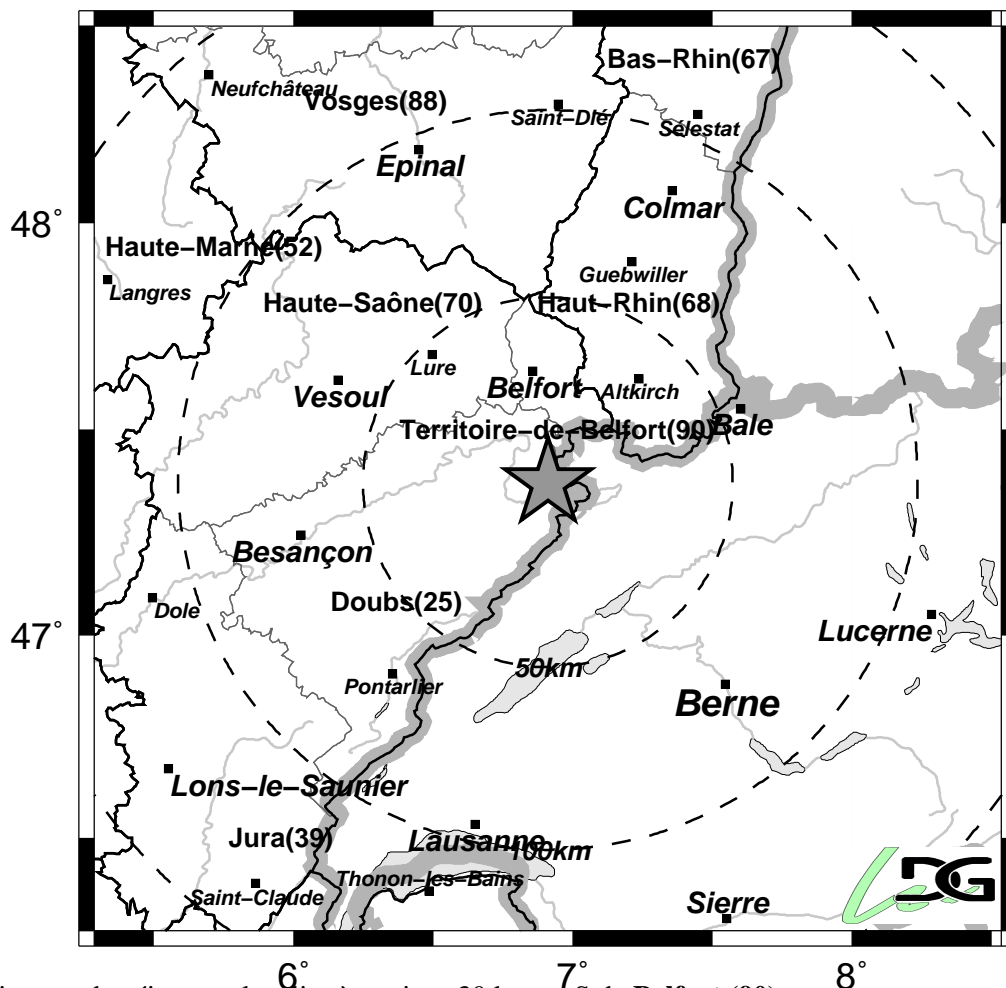 Bas−Rhin(67)
Neufchâteau
Vosges(88)
Saint−Dié
Sélestat
Epinal
Colmar
48°
Haute−Marne(52)
Guebwiller
Langres
Haute−Saône(70)
Haut−Rhin(68)
Lure
Vesoul
Belfort
Altkirch
Territoire−de−Belfort(90)
Bale
Besançon
Doubs(25)
Dole
47°
Lucerne
50km
Pontarlier
Berne
Lons−le−Saunier
Jura(39)
Lausanne
100km
Thonon−les−Bains
Saint−Claude
Sierre
DG
6°
7°
8°